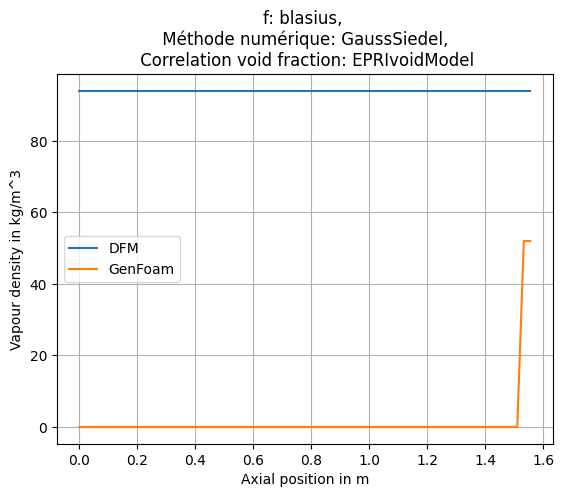 f: blasius,
Méthode numérique: GaussSiedel,
Correlation void fraction: EPRIvoidModel
Vapour density in kg/m^3
80
60
40
20
0
DFM
GenFoam
0.0 0.2 0.4 0.6 0.8 1.0 1.2 1.4 1.6
Axial position in m